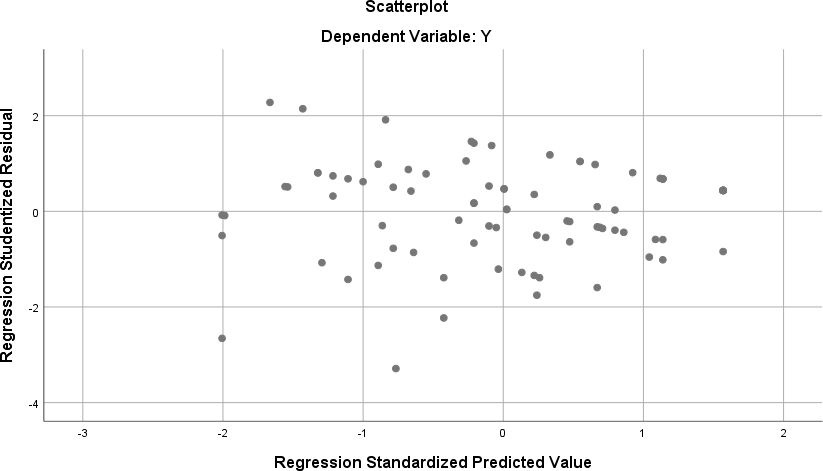 Scatterplot
Dependent Variable: Y
Regression Studentized Residual
2
0
-2
-4
-3 -2 -1 0 1 2
Regression Standardized Predicted Value